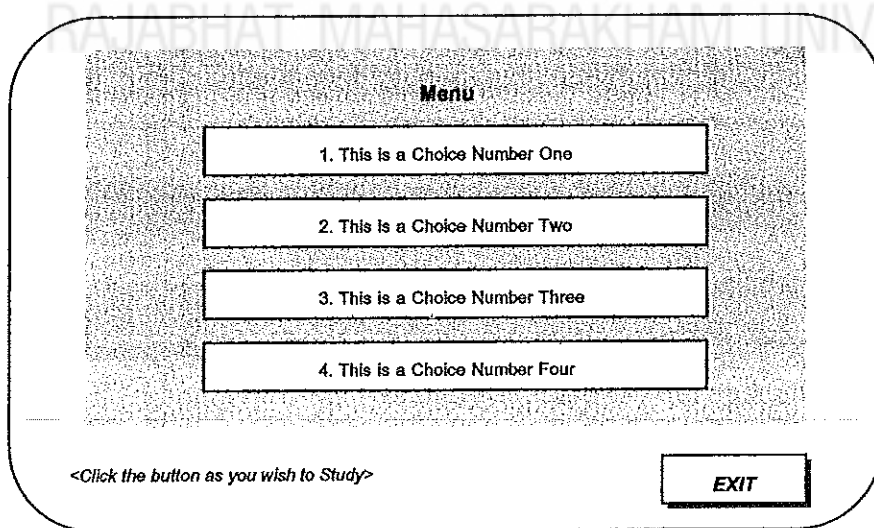 RAJABHAT MAHASARAKHAM UNIV
Menu
1. This is a Choice Number One
2. This is a Choice Number Two
3. This is a Choice Number Three
4. This is a Choice Number Four
<Click the button as you wish to Study>
EXIT